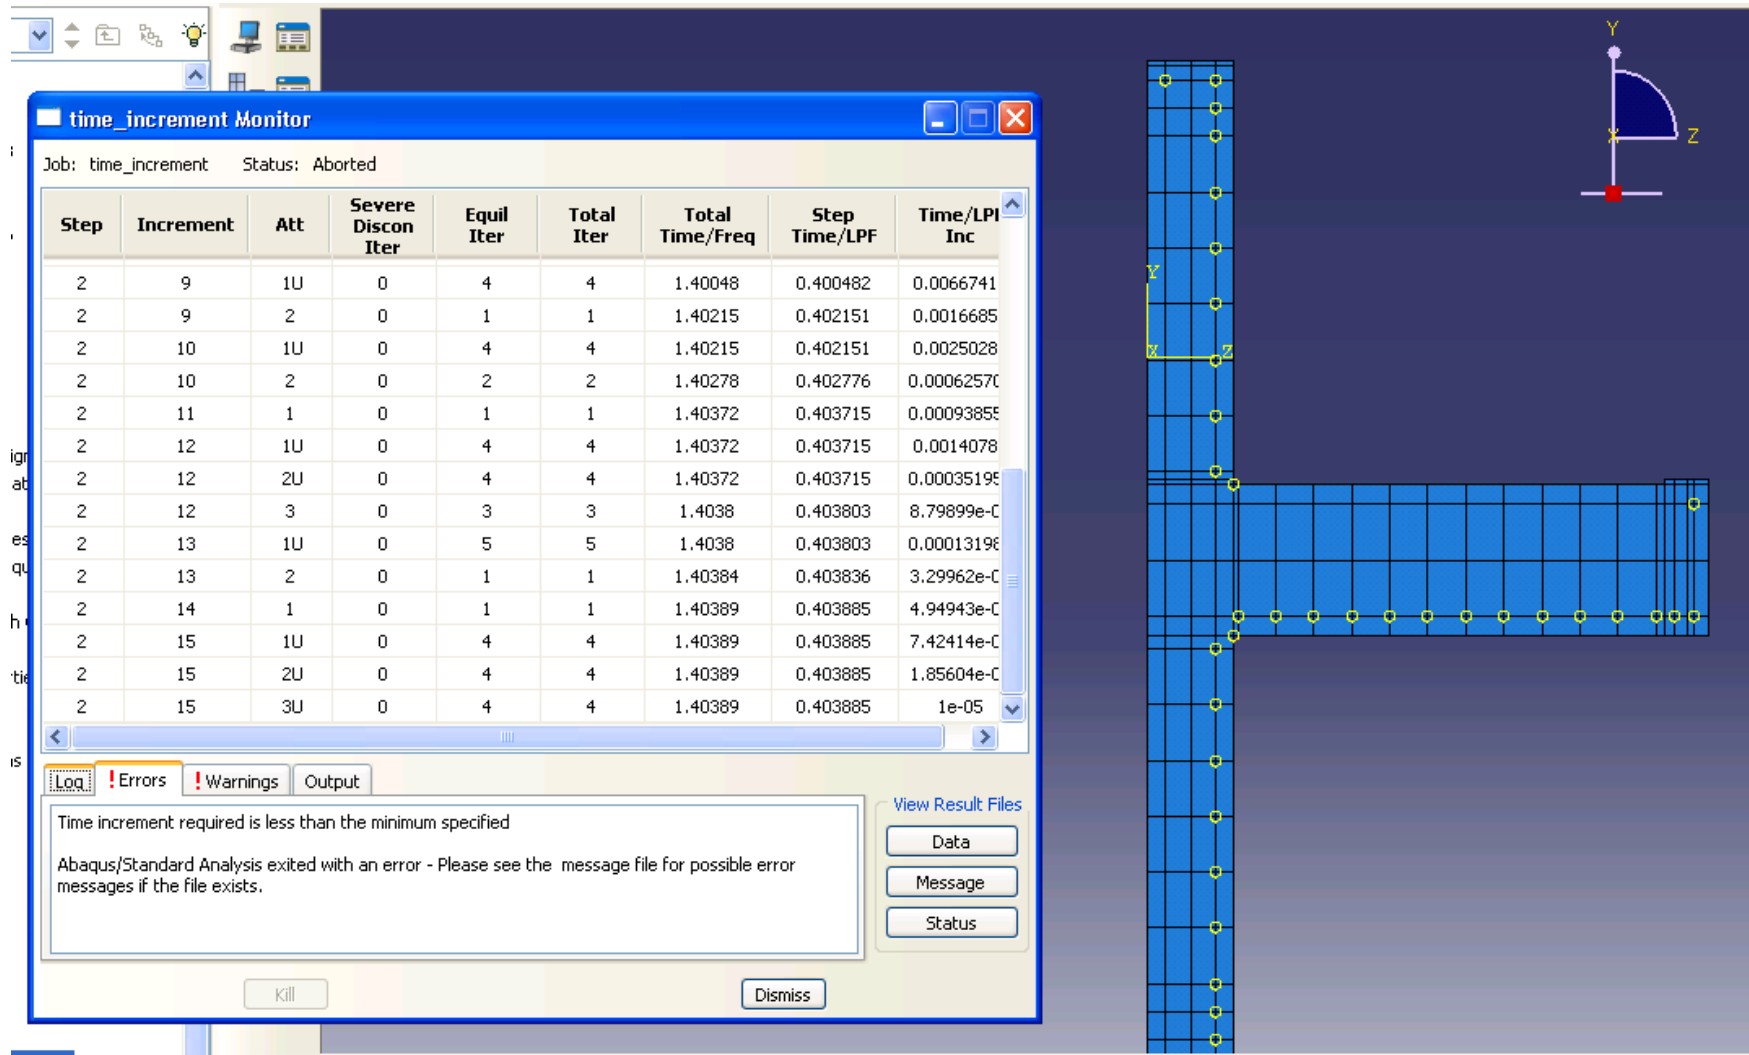 time_increment Monitor
Job: time_increment Status: Aborted
Step Increment Att Severe Discon Iter Equil Iter Total Iter Total Time/Freq Step Time/LPF Time/LPF Inc
2 9 1U 0 4 4 1.40048 0.400482 0.0066741
2 9 2 0 1 1 1.40215 0.402151 0.0016685
2 10 1U 0 4 4 1.40215 0.402151 0.0025028
2 10 2 0 2 2 1.40278 0.402776 0.00062570
2 11 1 0 1 1 1.40372 0.403715 0.00093855
2 12 1U 0 4 4 1.40372 0.403715 0.0014078
2 12 2U 0 4 4 1.40372 0.403715 0.00035195
2 12 3 0 3 3 1.4038 0.403803 8.79899e-0
2 13 1U 0 5 5 1.4038 0.403803 0.00013198
2 13 2 0 1 1 1.40384 0.403836 3.29962e-0
2 14 1 0 1 1 1.40389 0.403885 4.94943e-0
2 15 1U 0 4 4 1.40389 0.403885 7.42414e-0
2 15 2U 0 4 4 1.40389 0.403885 1.85604e-0
2 15 3U 0 4 4 1.40389 0.403885 1e-05
Log !Errors !Warnings Output
Time increment required is less than the minimum specified
Abaqus/Standard Analysis exited with an error - Please see the message file for possible error
messages if the file exists.
View Result Files
Data
Message
Status
Kill Dismiss
Y
X Z
Y
X Z